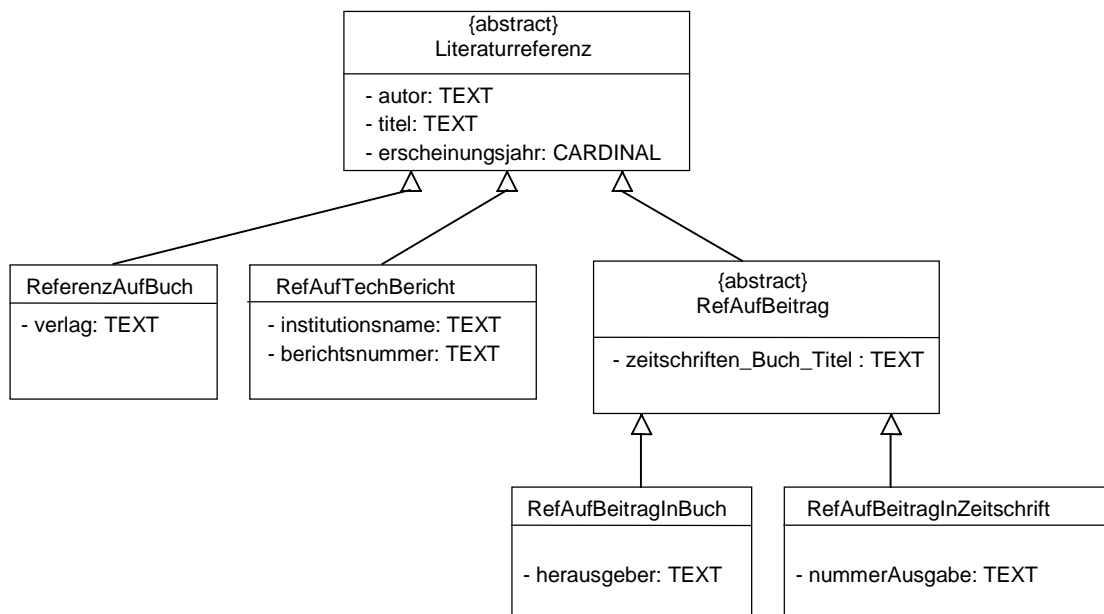 {abstract}
Literaturreferenz
- autor: TEXT
- titel: TEXT
- erscheinungsjahr: CARDINAL
ReferenzAufBuch
- verlag: TEXT
RefAufTechBericht
- institutionsname: TEXT
- berichtsnummer: TEXT
{abstract}
RefAufBeitrag
- zeitschriften_Buch_Titel : TEXT
RefAufBeitragInBuch
- herausgeber: TEXT
RefAufBeitragInZeitschrift
- nummerAusgabe: TEXT